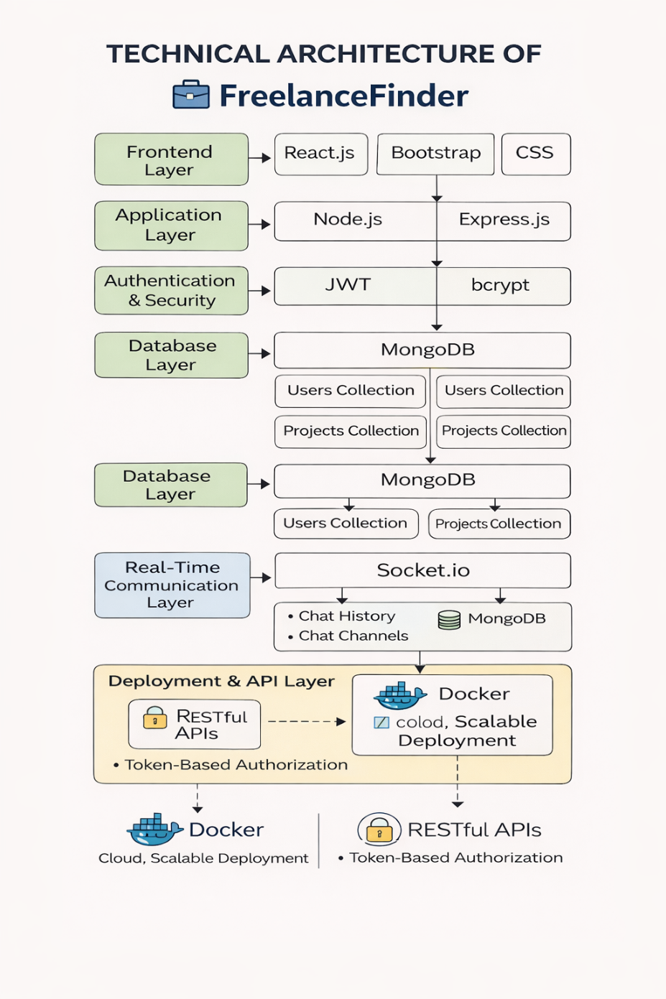 TECHNICAL ARCHITECTURE OF
FreelanceFinder
Frontend
Layer
React.js
Bootstrap
CSS
Application
Layer
Node.js
Express.js
Authentication
& Security
JWT
bcrypt
Database
Layer
MongoDB
Users Collection
Users Collection
Projects Collection
Projects Collection
Database
Layer
MongoDB
Users Collection
Projects Collection
Real-Time
Communication
Layer
Socket.io
• Chat History
• Chat Channels
MongoDB
Deployment & API Layer
RESTful
APIs
• Token-Based Authorization
Docker
colod, Scalable
Deployment
Docker
Cloud, Scalable Deployment
RESTful APIs
• Token-Based Authorization